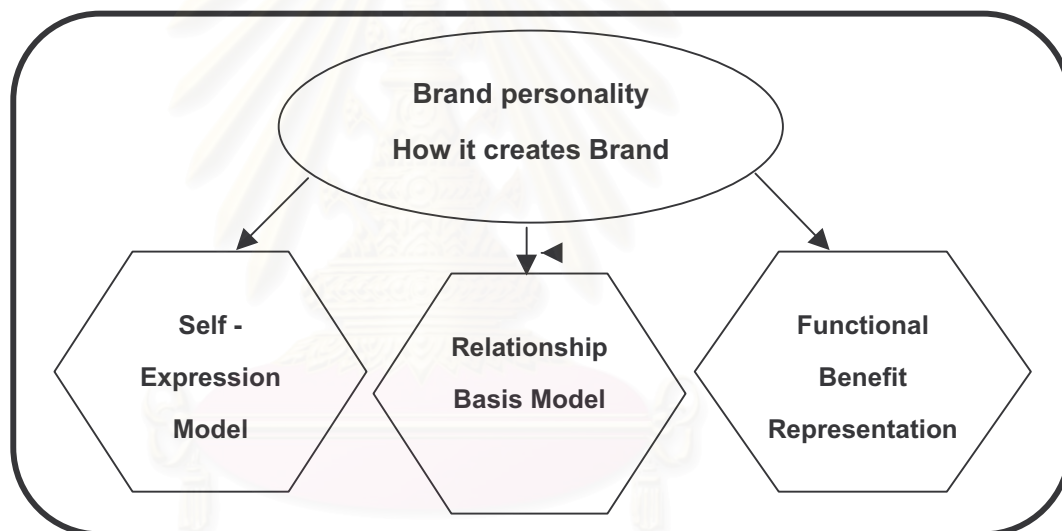 Brand personality
How it creates Brand
Self -
Expression
Model
Relationship
Basis Model
Functional
Benefit
Representation